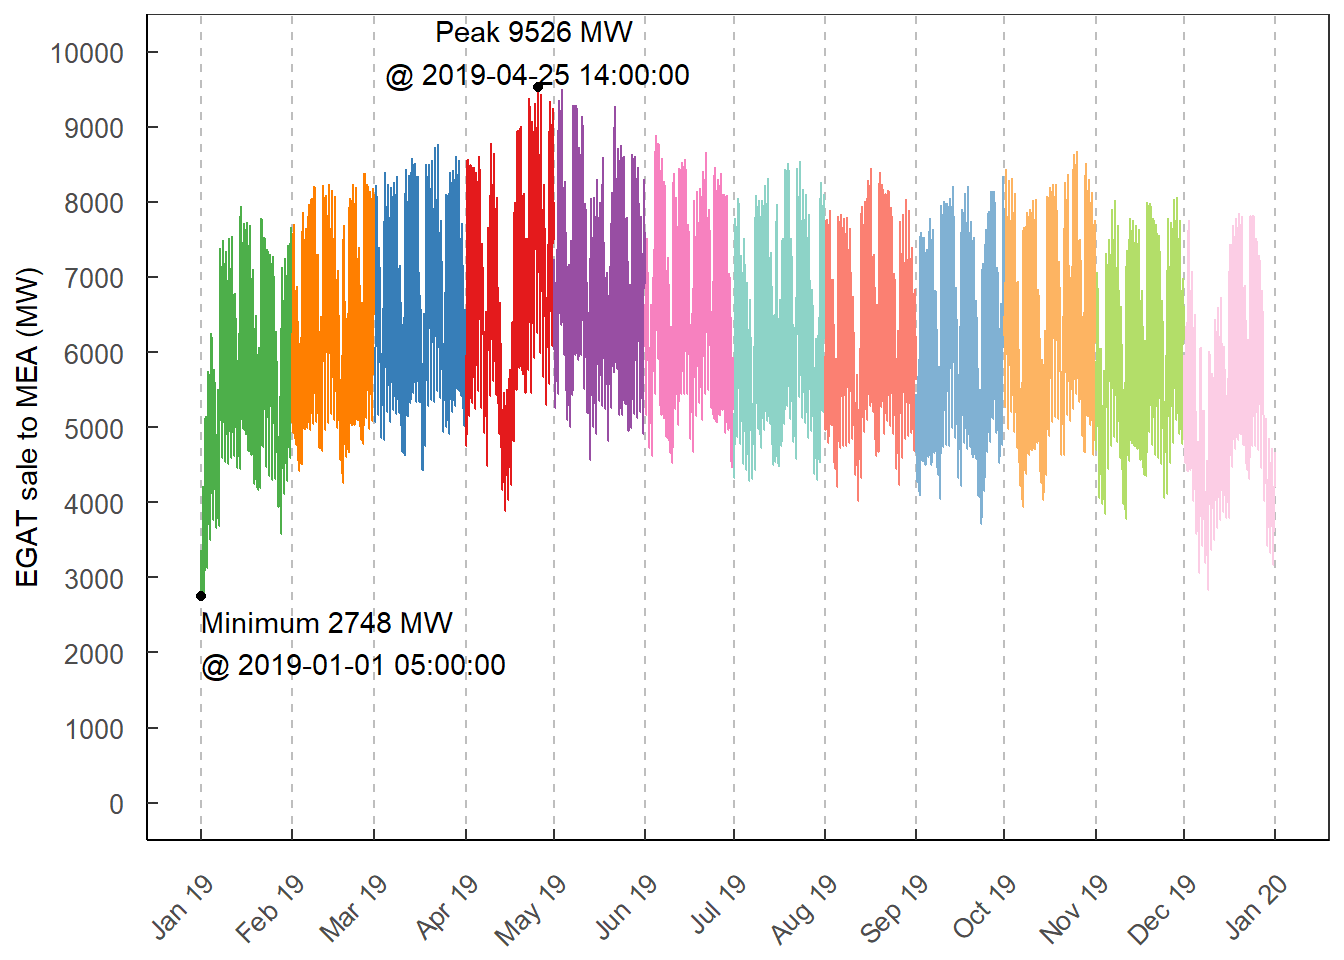 Peak 9526 MW
@ 2019-04-25 14:00:00
10000
9000
8000
7000
6000
5000
4000
3000
2000
1000
0
EGAT sale to MEA (MW)
Minimum 2748 MW
@ 2019-01-01 05:00:00
Jan 19
Feb 19
Mar 19
Apr 19
May 19
Jun 19
Jul 19
Aug 19
Sep 19
Oct 19
Nov 19
Dec 19
Jan 20